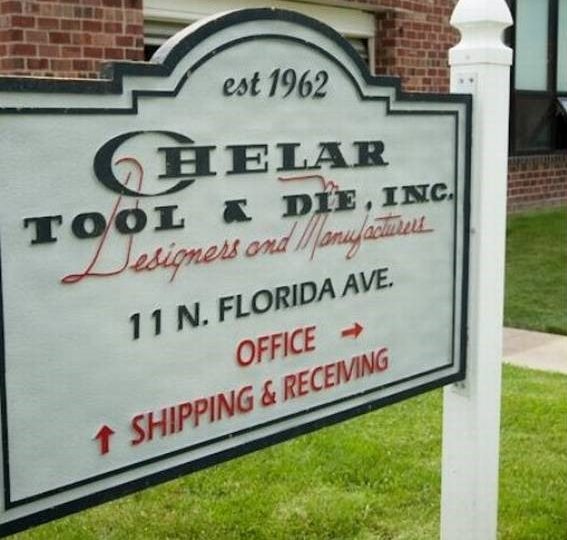 est 1962
CHELAR
TOOL & DIE, INC.
Designers and Manufacturers
11 N. FLORIDA AVE.
OFFICE →
↑ SHIPPING & RECEIVING